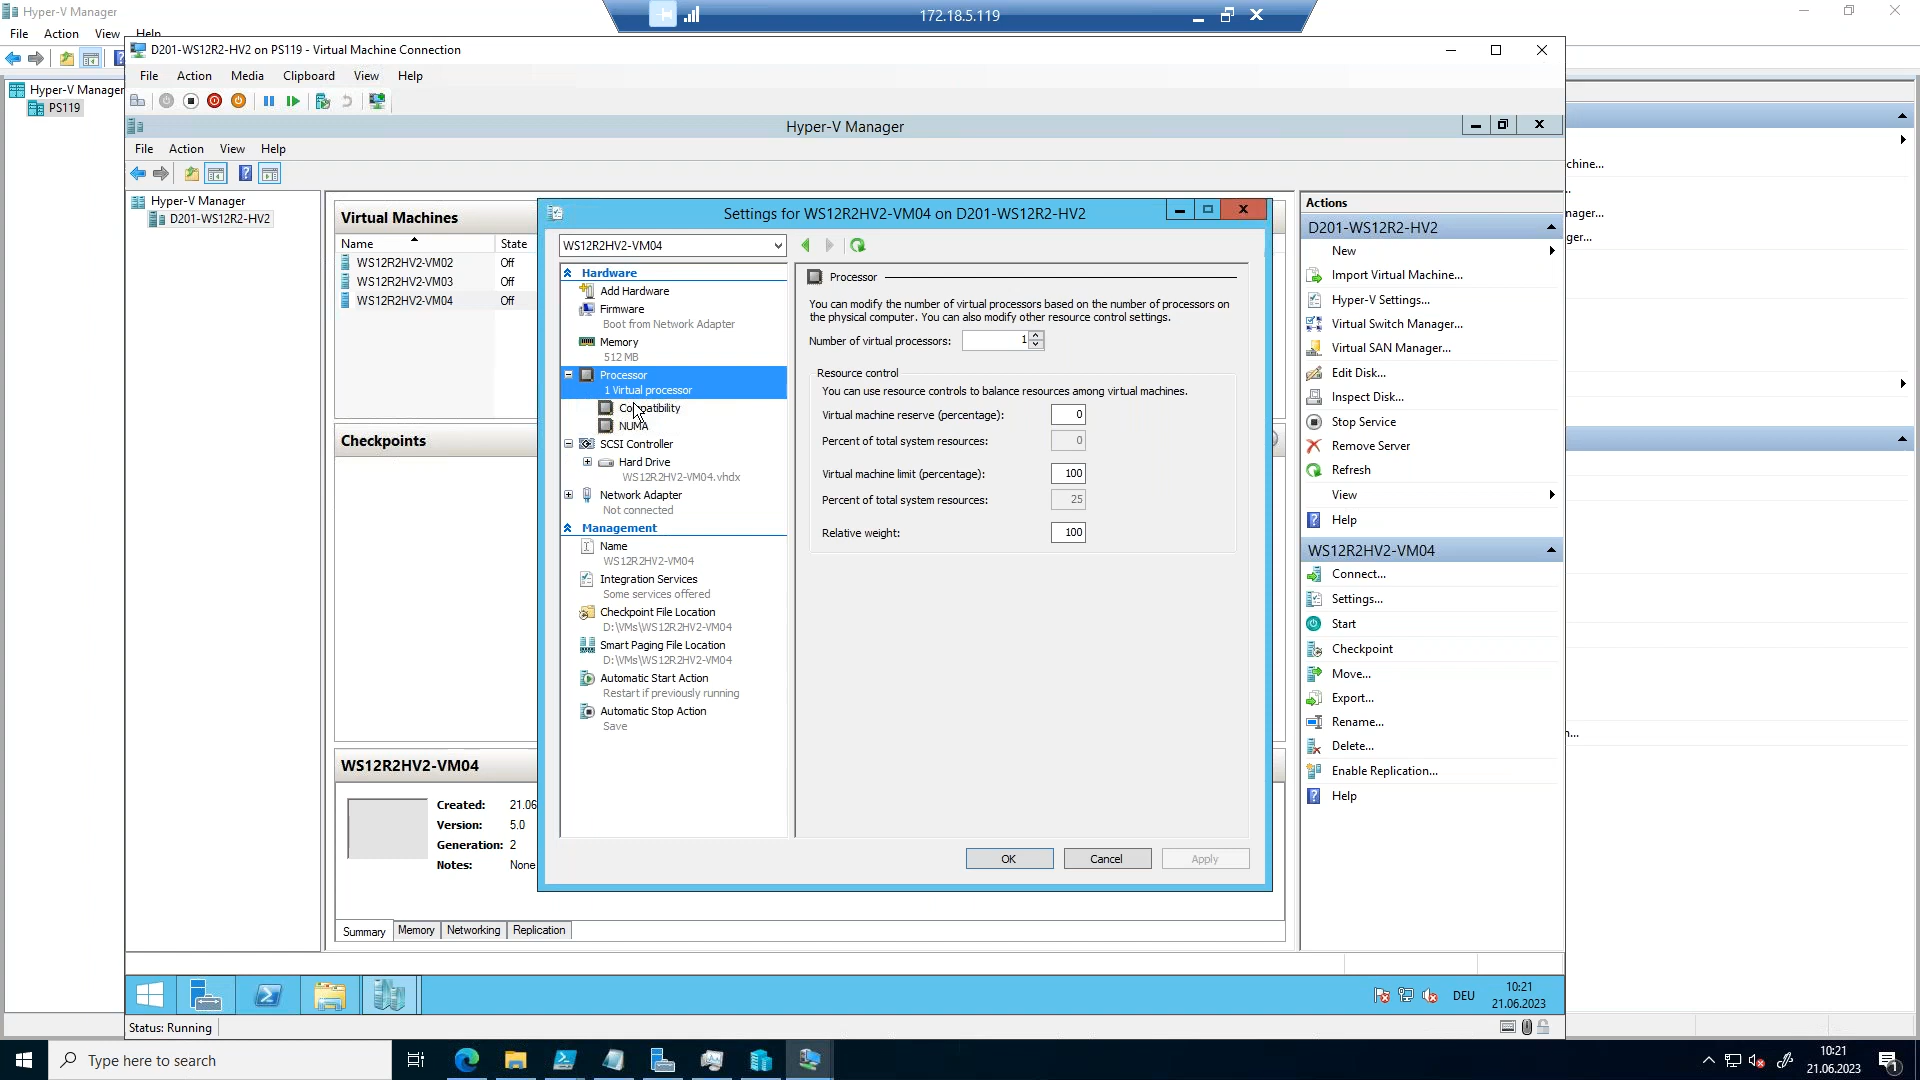 Hyper-V Manager
172.18.5.119
File Action View Help
D201-WS12R2-HV2 on PS119 - Virtual Machine Connection
File Action Media Clipboard View Help
Hyper-V Manager
PS119
Hyper-V Manager
File Action View Help
Hyper-V Manager
D201-WS12R2-HV2
Virtual Machines
Name State
WS12R2HV2-VM02 Off
WS12R2HV2-VM03 Off
WS12R2HV2-VM04 Off
Checkpoints
WS12R2HV2-VM04
Created: 21.06
Version: 5.0
Generation: 2
Notes: None
Summary Memory Networking Replication
Settings for WS12R2HV2-VM04 on D201-WS12R2-HV2
WS12R2HV2-VM04
Hardware
Add Hardware
Firmware
Boot from Network Adapter
Memory
512 MB
Processor
1 Virtual processor
Compatibility
NUMA
SCSI Controller
Hard Drive
WS12R2HV2-VM04.vhdx
Network Adapter
Not connected
Management
Name
WS12R2HV2-VM04
Integration Services
Some services offered
Checkpoint File Location
D:\VMs\WS12R2HV2-VM04
Smart Paging File Location
D:\VMs\WS12R2HV2-VM04
Automatic Start Action
Restart if previously running
Automatic Stop Action
Save
Processor
You can modify the number of virtual processors based on the number of processors on
the physical computer. You can also modify other resource control settings.
Number of virtual processors: 1
Resource control
You can use resource controls to balance resources among virtual machines.
Virtual machine reserve (percentage): 0
Percent of total system resources: 0
Virtual machine limit (percentage): 100
Percent of total system resources: 25
Relative weight: 100
OK Cancel Apply
Actions
D201-WS12R2-HV2
New
Import Virtual Machine...
Hyper-V Settings...
Virtual Switch Manager...
Virtual SAN Manager...
Edit Disk...
Inspect Disk...
Stop Service
Remove Server
Refresh
View
Help
WS12R2HV2-VM04
Connect...
Settings...
Start
Checkpoint
Move...
Export...
Rename...
Delete...
Enable Replication...
Help
chine...
nager...
ger...
n...
DEU
10:21
21.06.2023
Status: Running
Type here to search
10:21
21.06.2023
1